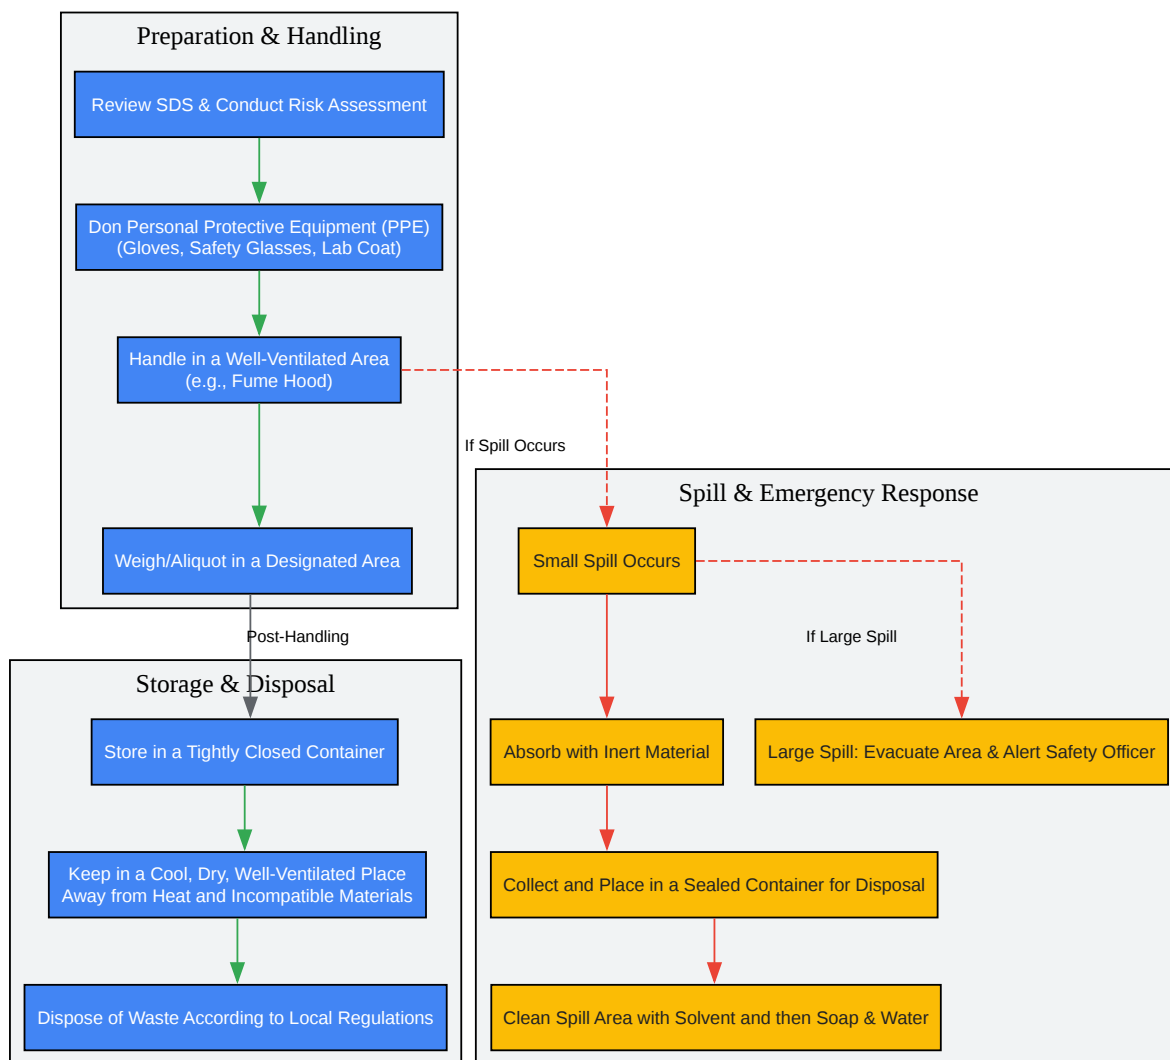 Preparation & Handling
Review SDS & Conduct Risk Assessment
Don Personal Protective Equipment (PPE)
(Gloves, Safety Glasses, Lab Coat)
Handle in a Well-Ventilated Area
(e.g., Fume Hood)
If Spill Occurs
Weigh/Aliquot in a Designated Area
Post-Handling
Storage & Disposal
Store in a Tightly Closed Container
Keep in a Cool, Dry, Well-Ventilated Place
Away from Heat and Incompatible Materials
Dispose of Waste According to Local Regulations
Spill & Emergency Response
Small Spill Occurs
If Large Spill
Absorb with Inert Material
Large Spill: Evacuate Area & Alert Safety Officer
Collect and Place in a Sealed Container for Disposal
Clean Spill Area with Solvent and then Soap & Water